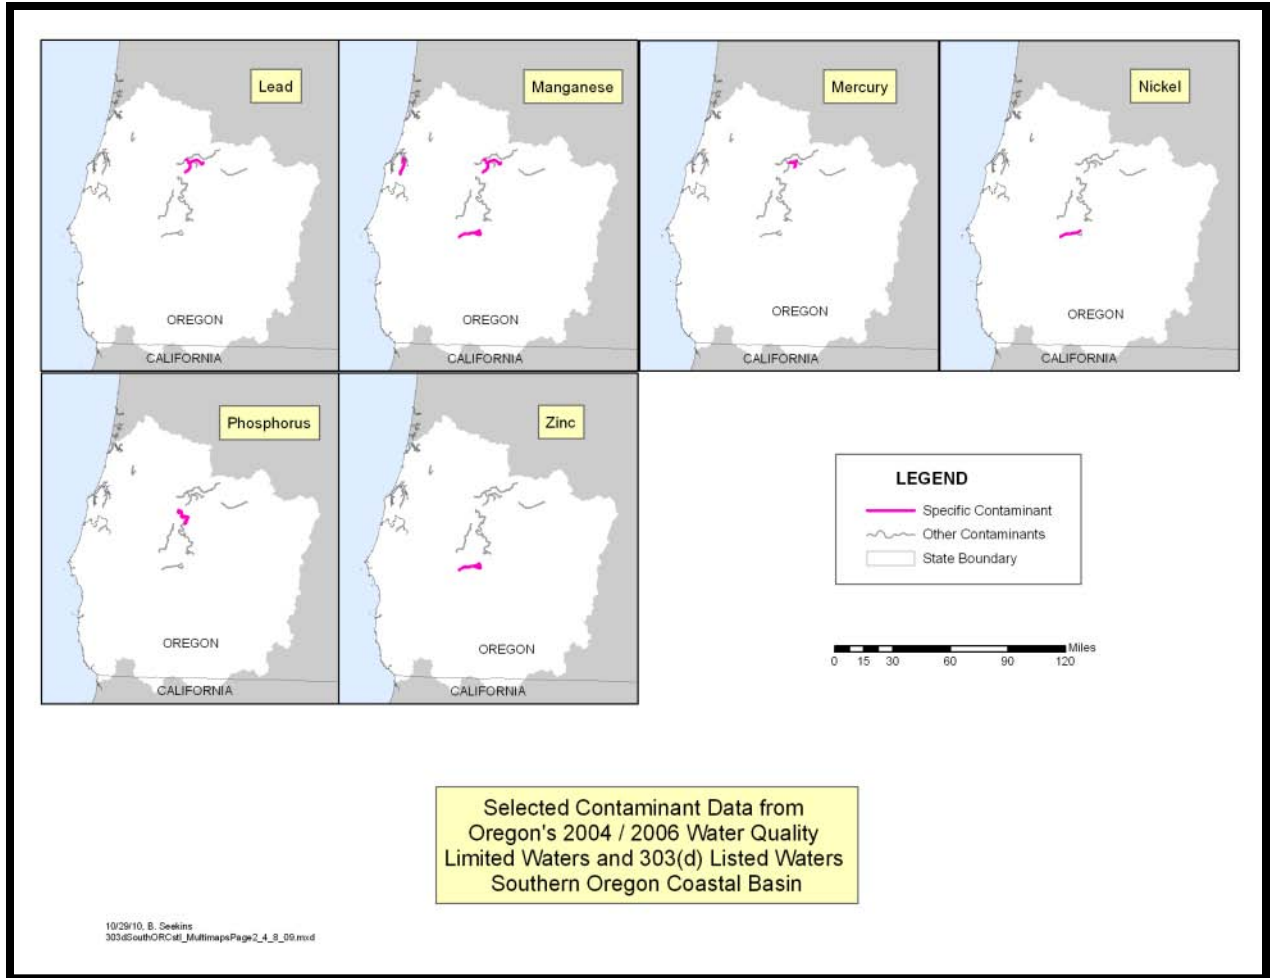 Lead
OREGON
CALIFORNIA
Manganese
OREGON
CALIFORNIA
Mercury
OREGON
CALIFORNIA
Nickel
OREGON
CALIFORNIA
Phosphorus
OREGON
CALIFORNIA
Zinc
OREGON
CALIFORNIA
LEGEND
Specific Contaminant
Other Contaminants
State Boundary
Miles
0 15 30 60 90 120
Selected Contaminant Data from
Oregon's 2004 / 2006 Water Quality
Limited Waters and 303(d) Listed Waters
Southern Oregon Coastal Basin
10/29/10, B. Seekins
303dSouthORCstl_MultimapsPage2_4_8_09.mxd